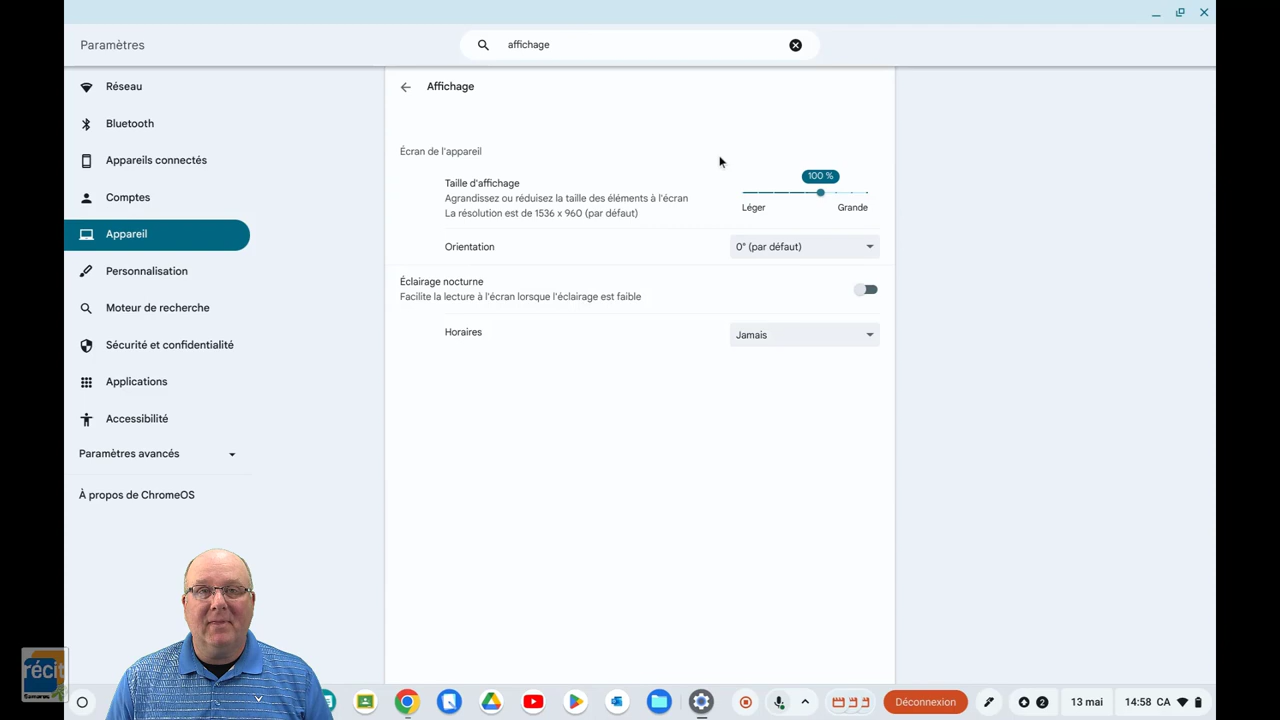 Paramètres
affichage
Réseau
Bluetooth
Appareils connectés
Comptes
Appareil
Personnalisation
Moteur de recherche
Sécurité et confidentialité
Applications
Accessibilité
Paramètres avancés
À propos de ChromeOS
Affichage
Écran de l'appareil
Taille d'affichage
Agrandissez ou réduisez la taille des éléments à l'écran
La résolution est de 1536 x 960 (par défaut)
100 %
Léger
Grande
Orientation
0° (par défaut)
Éclairage nocturne
Facilite la lecture à l'écran lorsque l'éclairage est faible
Horaires
Jamais
récit
Samares
Déconnexion
2
13 mai
14:58 CA